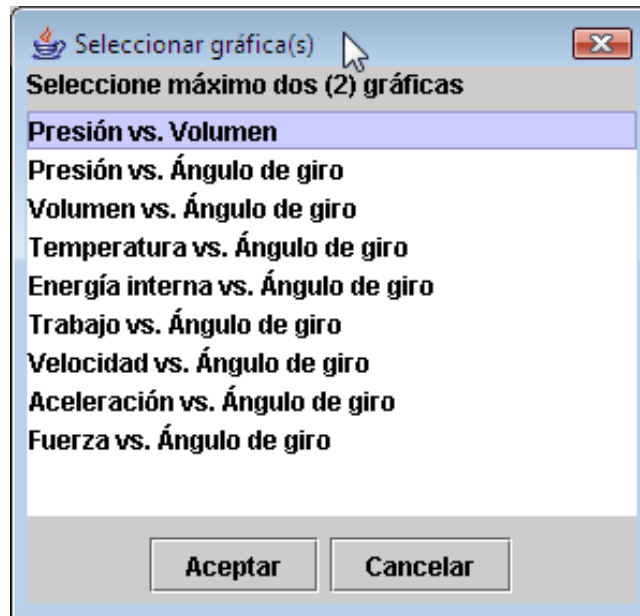 Seleccionar gráfica(s)
Seleccione máximo dos (2) gráficas
Presión vs. Volumen
Presión vs. Ángulo de giro
Volumen vs. Ángulo de giro
Temperatura vs. Ángulo de giro
Energía interna vs. Ángulo de giro
Trabajo vs. Ángulo de giro
Velocidad vs. Ángulo de giro
Aceleración vs. Ángulo de giro
Fuerza vs. Ángulo de giro
Aceptar Cancelar